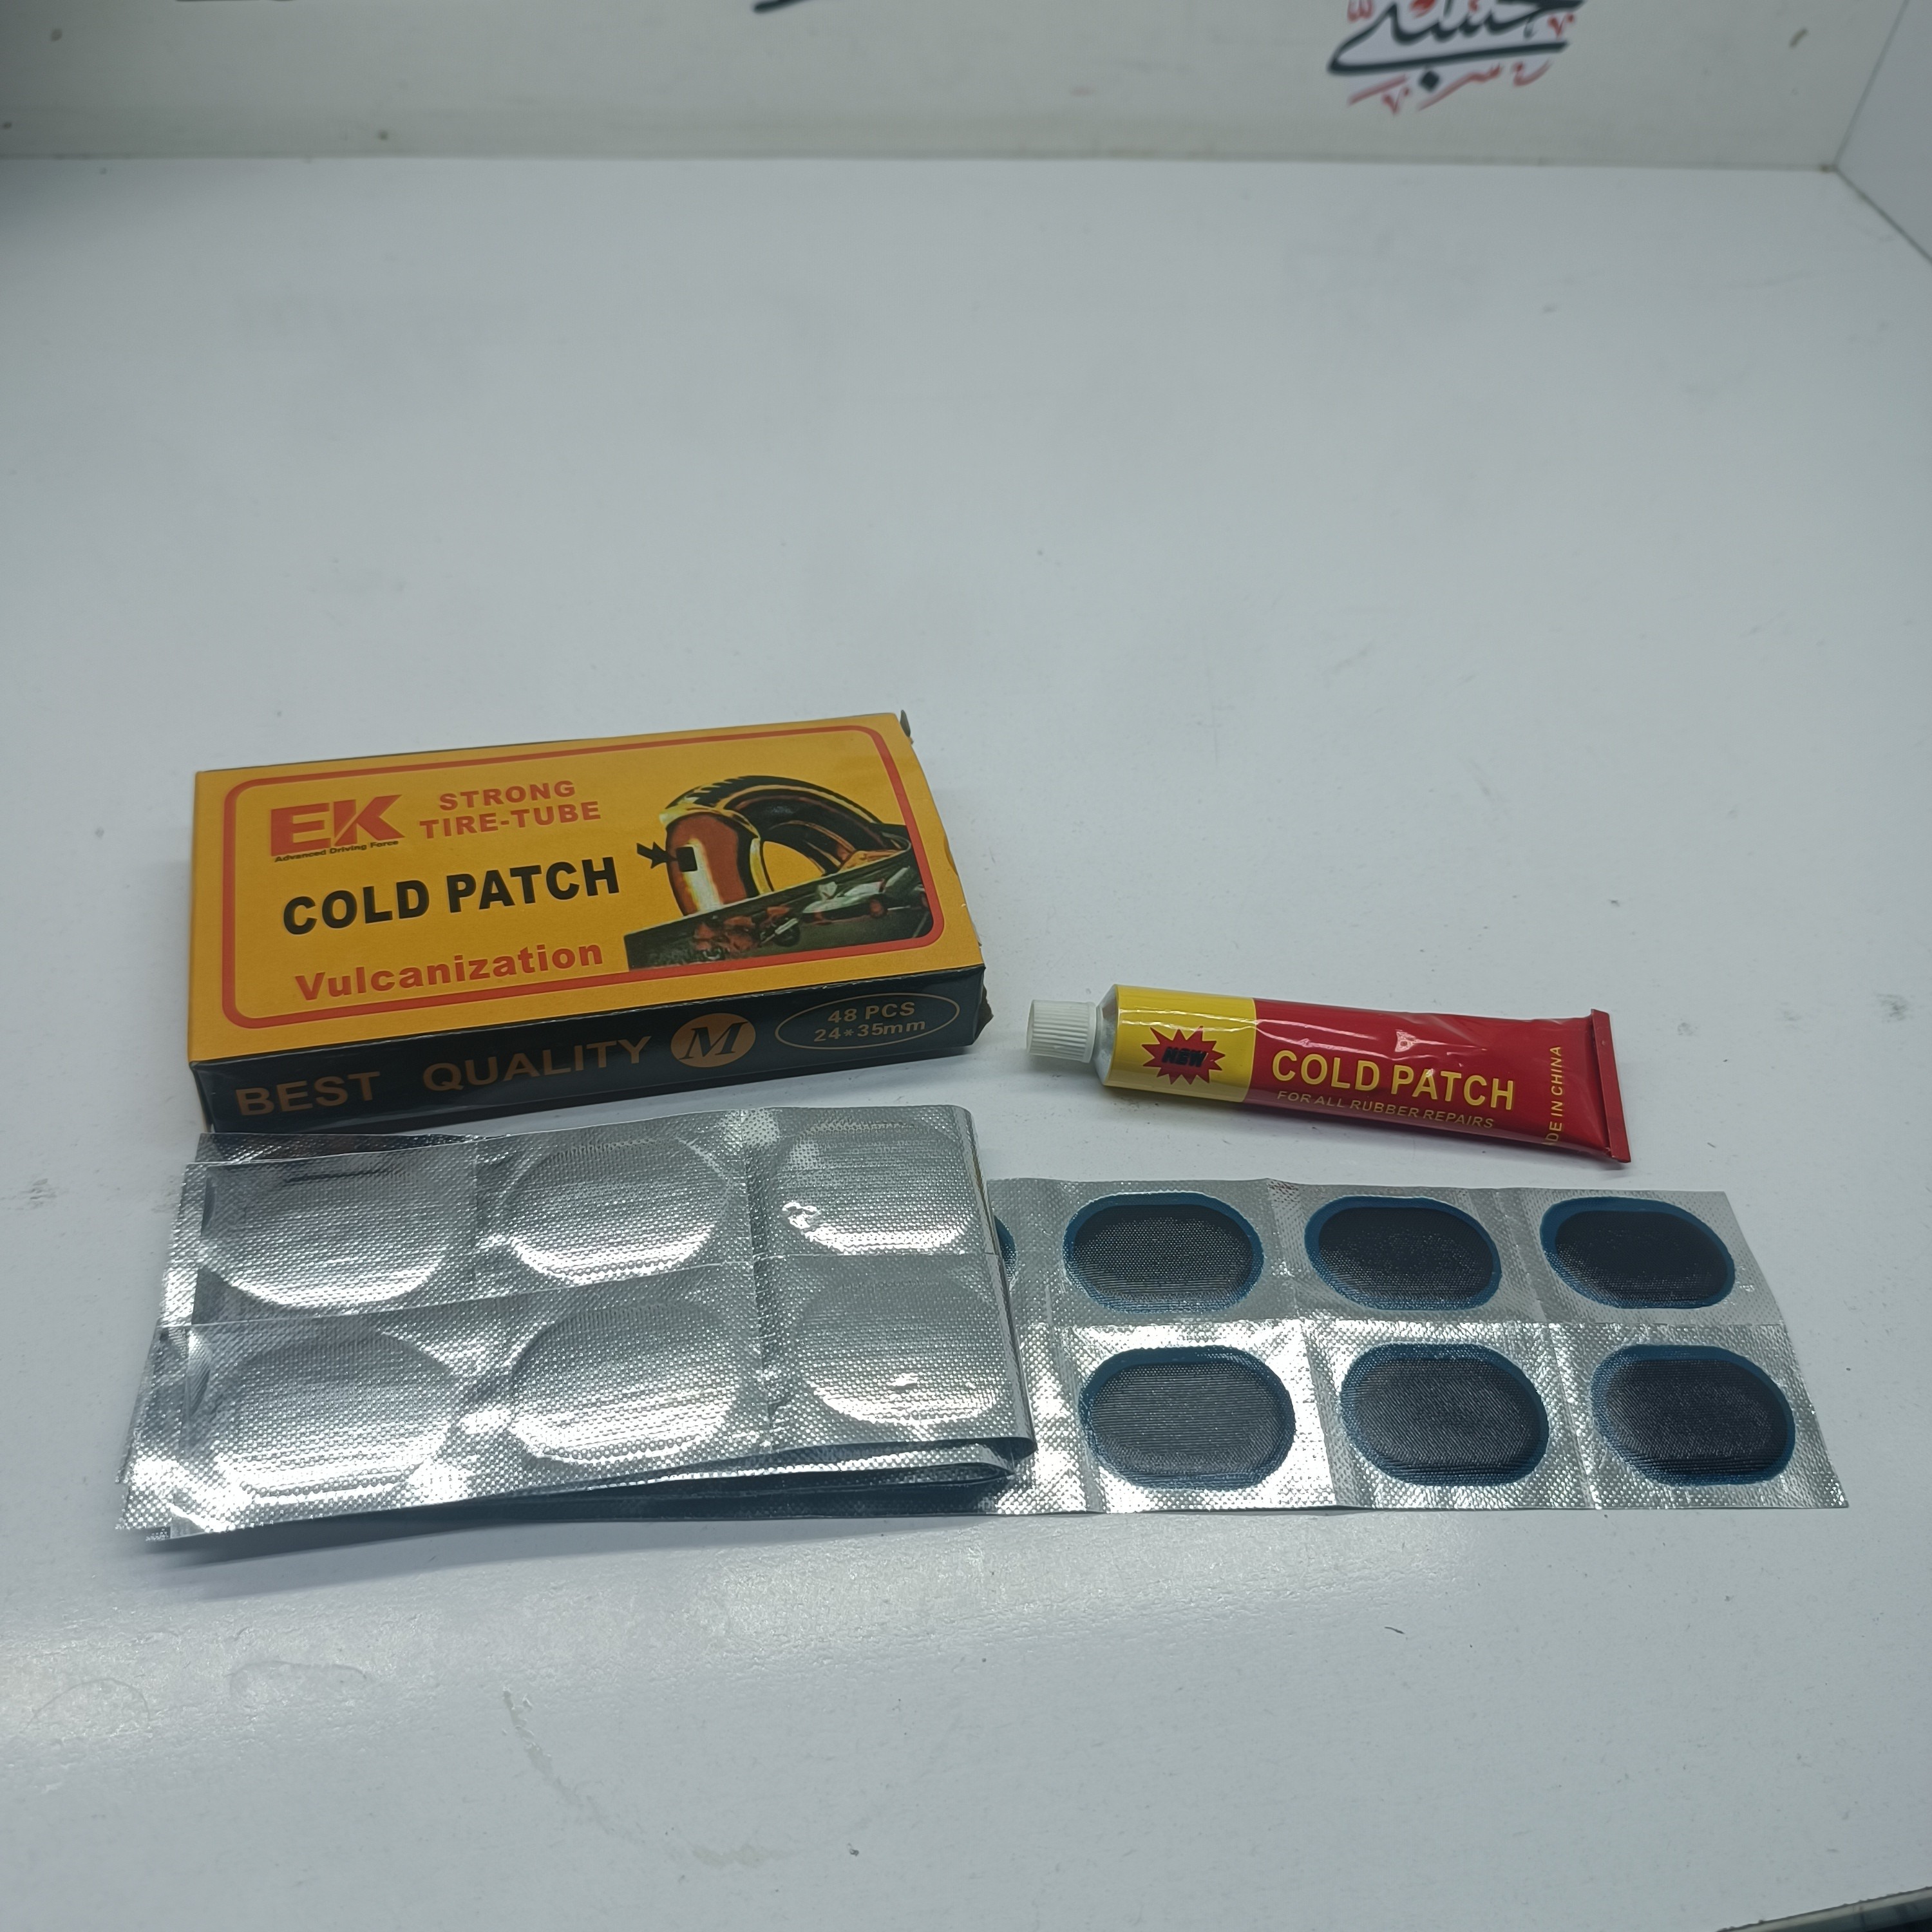 EK
Advanced Driving Force
STRONG
TIRE-TUBE
COLD PATCH
Vulcanization
BEST QUALITY M
48 PCS
24*35mm
NEW
COLD PATCH
FOR ALL RUBBER REPAIRS
DE IN CHINA